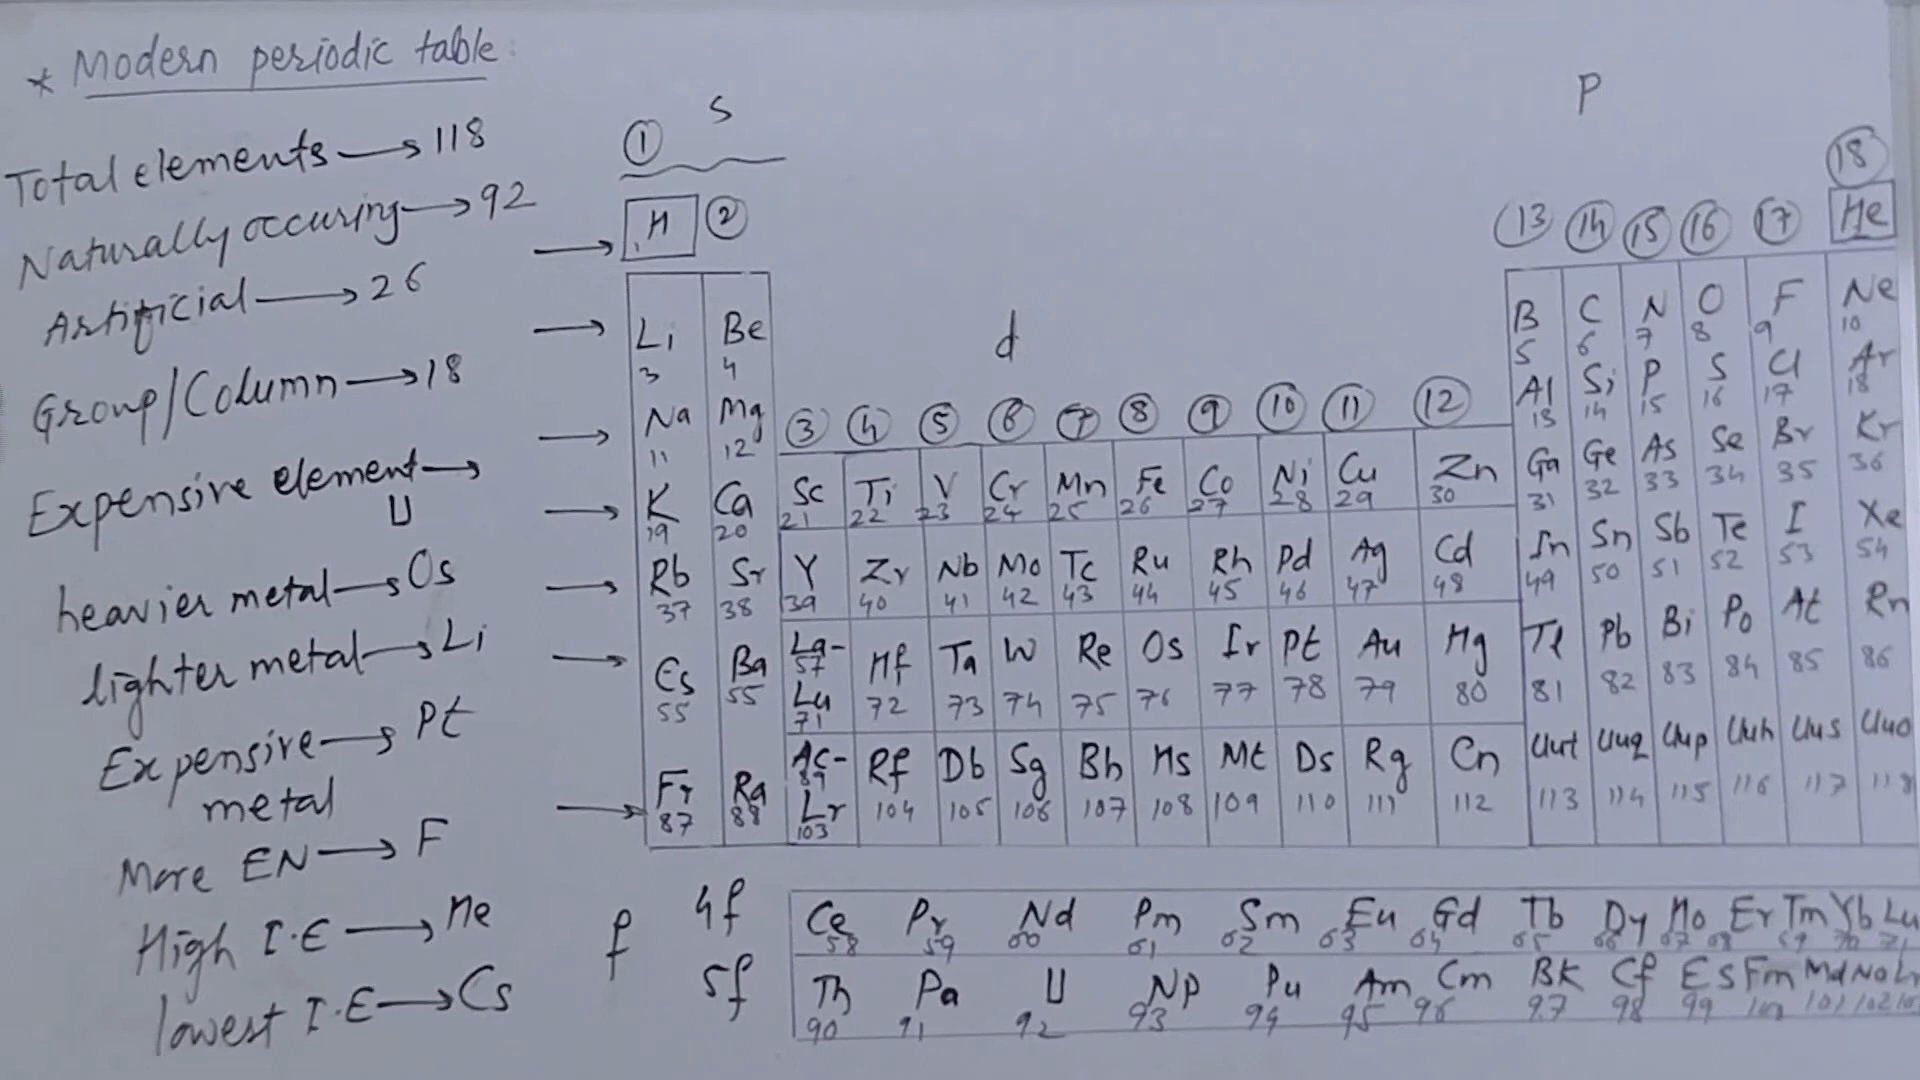 * Modern periodic table
Total elements → 118
Naturally occuring → 92
Artificial → 26
Group/Column → 18
Expensive element →
U
heavier metal → Os
lighter metal → Li
Expensive → Pt
metal
More EN → F
High I.E → He
lowest I.E → Cs
s
p
d
① ②
⑬ ⑭ ⑮ ⑯ ⑰ ⑱
→ H He
1
→ Li Be B C N O F Ne
3 4 5 6 7 8 9 10
→ Na Mg Al Si P S Cl Ar
11 12 13 14 15 16 17 18
③ ④ ⑤ ⑥ ⑦ ⑧ ⑨ ⑩ ⑪ ⑫
→ K Ca Sc Ti V Cr Mn Fe Co Ni Cu Zn Ga Ge As Se Br Kr
19 20 21 22 23 24 25 26 27 28 29 30 31 32 33 34 35 36
→ Rb Sr Y Zr Nb Mo Tc Ru Rh Pd Ag Cd In Sn Sb Te I Xe
37 38 39 40 41 42 43 44 45 46 47 48 49 50 51 52 53 54
→ Cs Ba La- Hf Ta W Re Os Ir Pt Au Hg Tl Pb Bi Po At Rn
55 55 57 72 73 74 75 76 77 78 79 80 81 82 83 84 85 86
Lu
71
→ Fr Ra Ac- Rf Db Sg Bh Hs Mt Ds Rg Cn Uut Uuq Uup Uuh Uus Uuo
87 88 89 104 105 106 107 108 109 110 111 112 113 114 115 116 117 118
Lr
103
f
4f Ce Pr Nd Pm Sm Eu Gd Tb Dy Ho Er Tm Yb Lu
58 59 60 61 62 63 64 65 66 67 68 69 70 71
5f Th Pa U Np Pu Am Cm Bk Cf Es Fm Md No
90 91 92 93 94 95 96 97 98 99 100 101 102